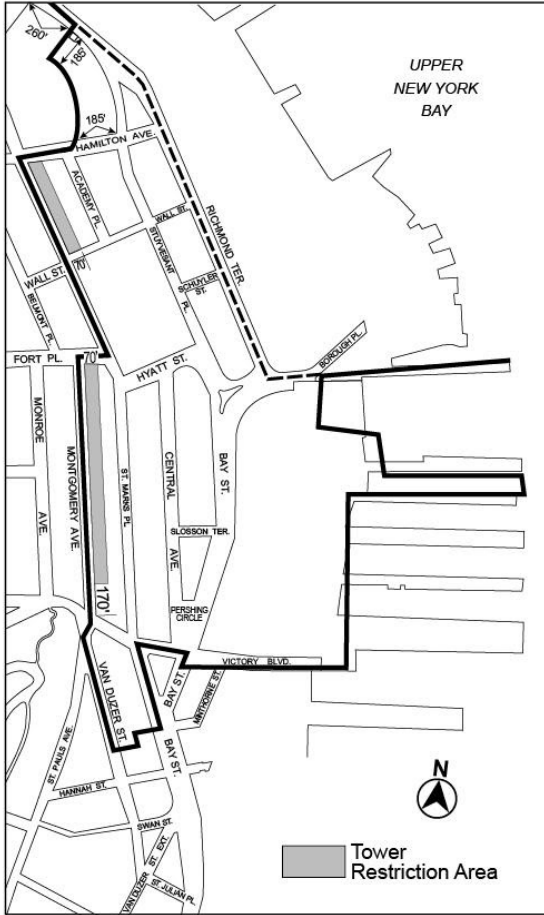 260'
185'
UPPER
NEW YORK
BAY
185'
HAMILTON AVE.
ACADEMY PL.
WALL ST.
STUYVESANT
PL.
RICHMOND TER.
SCHUYLER
ST.
WALL ST.
70'
BELMONT PL.
BOROUGH PL.
FORT PL.
70'
HYATT ST.
MONROE
AVE.
MONTGOMERY AVE.
ST. MARKS PL.
CENTRAL
AVE.
BAY ST.
SLOSSON TER.
170'
PERSHING
CIRCLE
VICTORY BLVD.
VAN DUZER ST.
BAY ST.
MINTHORNE ST.
ST. PAULS AVE.
BAY ST.
HANNAH ST.
SWAN ST.
VAN DUZER ST. EXT.
ST. JULIAN PL.
N
Tower
Restriction Area